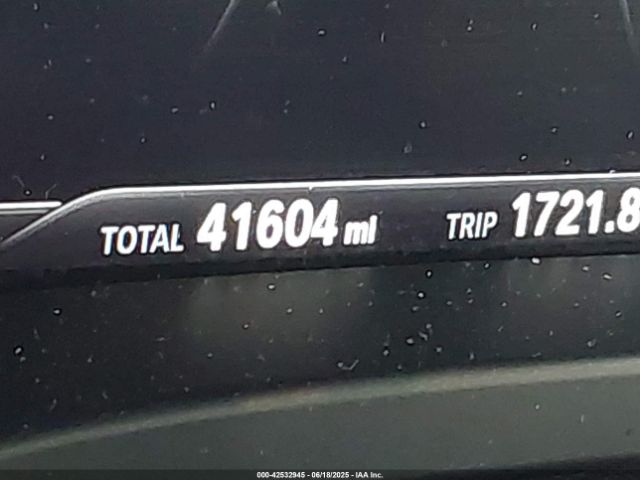 TOTAL 41604 mi TRIP 1721.8
000-42532945 - 06/18/2025 - IAA Inc.